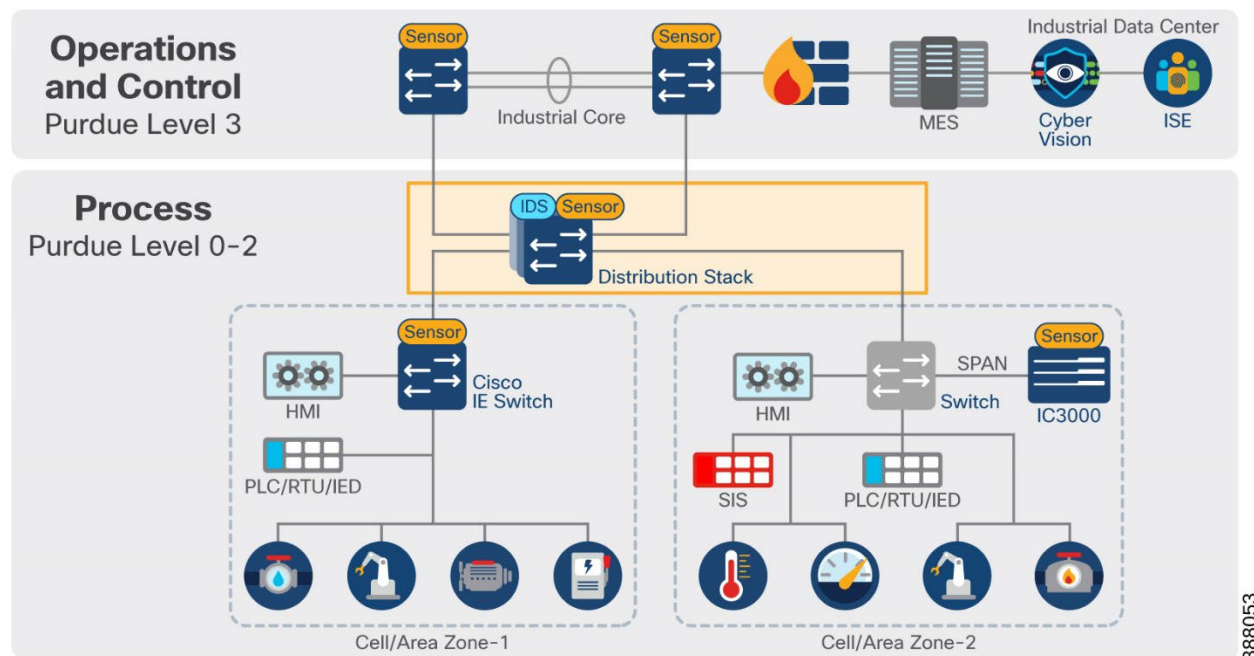 Operations
and Control
Purdue Level 3
Sensor
Industrial Core
Sensor
MES
Industrial Data Center
Cyber
Vision
ISE
Process
Purdue Level 0-2
IDS
Sensor
Distribution Stack
Sensor
HMI
Cisco
IE Switch
PLC/RTU/IED
Cell/Area Zone-1
HMI
Switch
SPAN
Sensor
IC3000
SIS
PLC/RTU/IED
Cell/Area Zone-2
388053